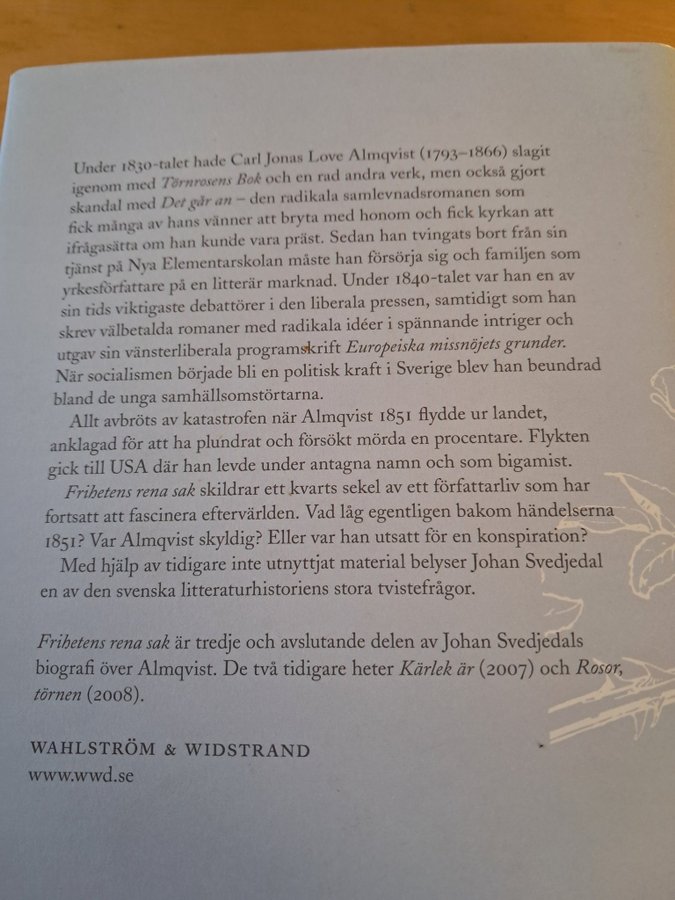 Under 1830-talet hade Carl Jonas Love Almqvist (1793–1866) slagit
igenom med Törnrosens Bok och en rad andra verk, men också gjort
skandal med Det går an – den radikala samlevnadsromanen som
fick många av hans vänner att bryta med honom och fick kyrkan att
ifrågasätta om han kunde vara präst. Sedan han tvingats bort från sin
tjänst på Nya Elementarskolan måste han försörja sig och familjen som
yrkesförfattare på en litterär marknad. Under 1840-talet var han en av
sin tids viktigaste debattörer i den liberala pressen, samtidigt som han
skrev välbetalda romaner med radikala idéer i spännande intriger och
utgav sin vänsterliberala programskrift Europeiska missnöjets grunder.
När socialismen började bli en politisk kraft i Sverige blev han beundrad
bland de unga samhällsomstörtarna.
Allt avbröts av katastrofen när Almqvist 1851 flydde ur landet,
anklagad för att ha plundrat och försökt mörda en procentare. Flykten
gick till USA där han levde under antagna namn och som bigamist.
Frihetens rena sak skildrar ett kvarts sekel av ett författarliv som har
fortsatt att fascinera eftervärlden. Vad låg egentligen bakom händelserna
1851? Var Almqvist skyldig? Eller var han utsatt för en konspiration?
Med hjälp av tidigare inte utnyttjat material belyser Johan Svedjedal
en av den svenska litteraturhistoriens stora tvistefrågor.
Frihetens rena sak är tredje och avslutande delen av Johan Svedjedals
biografi över Almqvist. De två tidigare heter Kärlek är (2007) och Rosor,
törnen (2008).
WAHLSTRÖM & WIDSTRAND
www.wwd.se